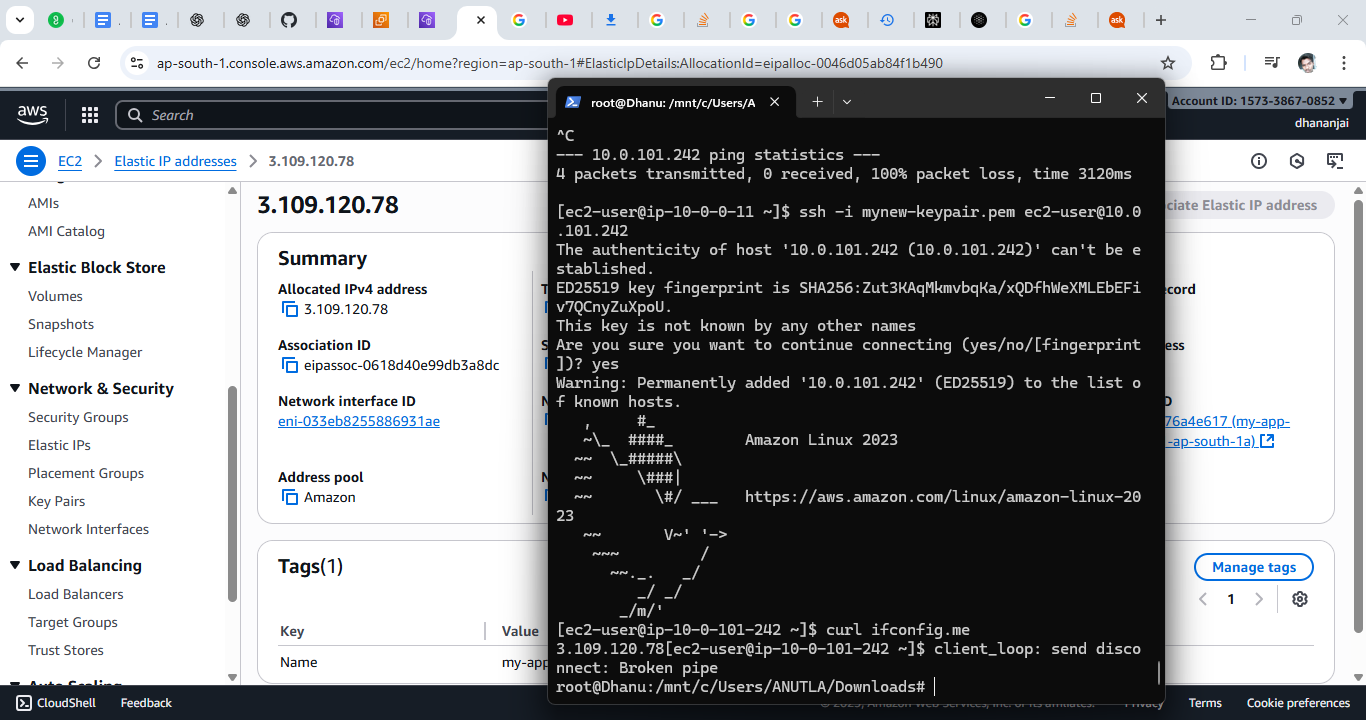 ap-south-1.console.aws.amazon.com/ec2/home?region=ap-south-1#ElasticIpDetails:AllocationId=eipalloc-0046d05ab84f1b490
aws
Search
Account ID: 1573-3867-0852
dhananjai
EC2
Elastic IP addresses
3.109.120.78
AMIs
AMI Catalog
Elastic Block Store
Volumes
Snapshots
Lifecycle Manager
Network & Security
Security Groups
Elastic IPs
Placement Groups
Key Pairs
Network Interfaces
Load Balancing
Load Balancers
Target Groups
Trust Stores
Auto Scaling
3.109.120.78
ciate Elastic IP address
Summary
Allocated IPv4 address
3.109.120.78
Association ID
eipassoc-0618d40e99db3a8dc
Network interface ID
eni-033eb8255886931ae
Address pool
Amazon
ecord
ess
D
76a4e617 (my-app-
-ap-south-1a)
Tags(1)
Manage tags
1
Key
Value
Name
my-app
root@Dhanu: /mnt/c/Users/A
^C
--- 10.0.101.242 ping statistics ---
4 packets transmitted, 0 received, 100% packet loss, time 3120ms
[ec2-user@ip-10-0-0-11 ~]$ ssh -i mynew-keypair.pem ec2-user@10.0
.101.242
The authenticity of host '10.0.101.242 (10.0.101.242)' can't be e
stablished.
ED25519 key fingerprint is SHA256:Zut3KAqMkmvbqKa/xQDfhWeXMLEbEFi
v7QCnyZuXpoU.
This key is not known by any other names
Are you sure you want to continue connecting (yes/no/[fingerprint
])? yes
Warning: Permanently added '10.0.101.242' (ED25519) to the list o
f known hosts.
   ,     #_
   ~\_  ####_        Amazon Linux 2023
  ~~  \_#####\
  ~~     \###|
  ~~       \#/ ___   https://aws.amazon.com/linux/amazon-linux-20
23
   ~~       V~' '->
    ~~~         /
      ~~._.   _/
         _/ _/
       _/m/'
[ec2-user@ip-10-0-101-242 ~]$ curl ifconfig.me
3.109.120.78[ec2-user@ip-10-0-101-242 ~]$ client_loop: send disco
nnect: Broken pipe
root@Dhanu:/mnt/c/Users/ANUTLA/Downloads#
CloudShell
Feedback
Privacy
Terms
Cookie preferences